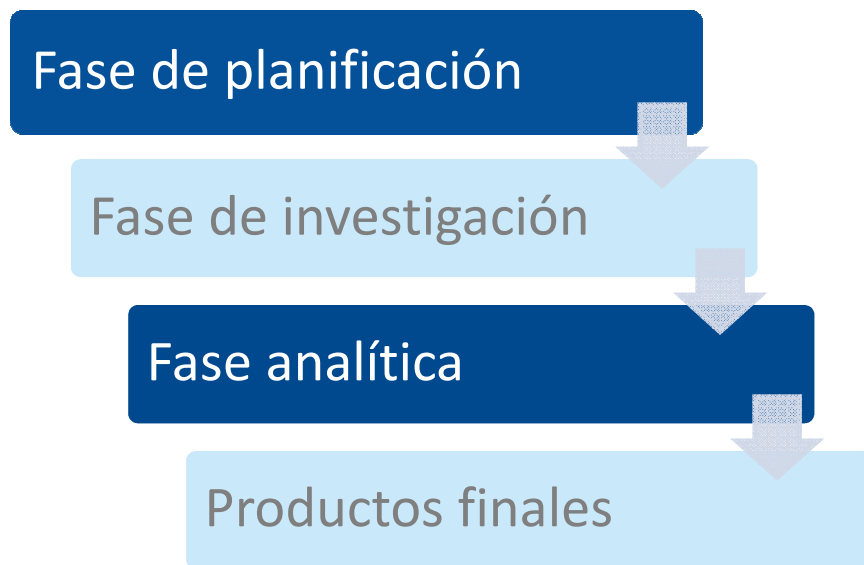 Fase de planificación
Fase de investigación
Fase analítica
Productos finales